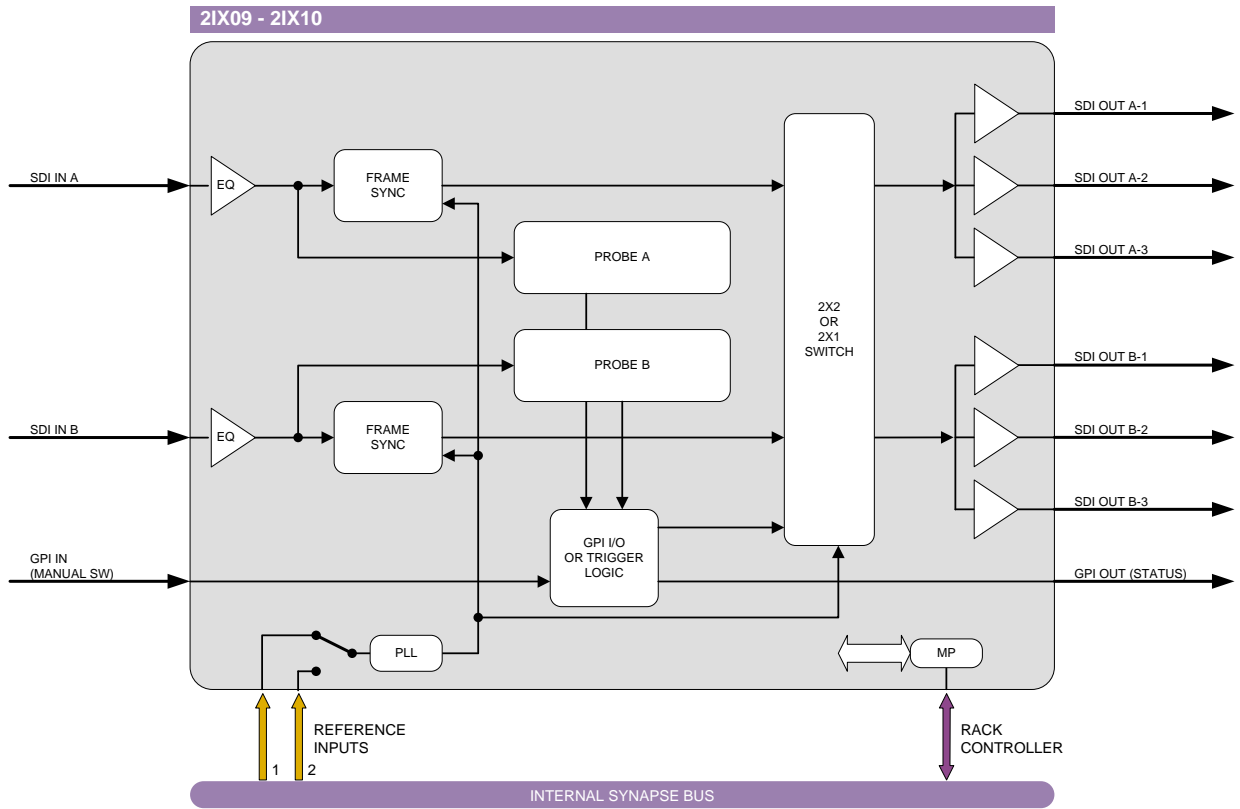 2IX09 - 2IX10
SDI IN A
EQ
FRAME
SYNC
PROBE A
SDI IN B
EQ
FRAME
SYNC
PROBE B
2X2
OR
2X1
SWITCH
SDI OUT A-1
SDI OUT A-2
SDI OUT A-3
SDI OUT B-1
SDI OUT B-2
SDI OUT B-3
GPI IN
(MANUAL SW)
GPI I/O
OR TRIGGER
LOGIC
GPI OUT (STATUS)
PLL
MP
REFERENCE
INPUTS
1
2
RACK
CONTROLLER
INTERNAL SYNAPSE BUS